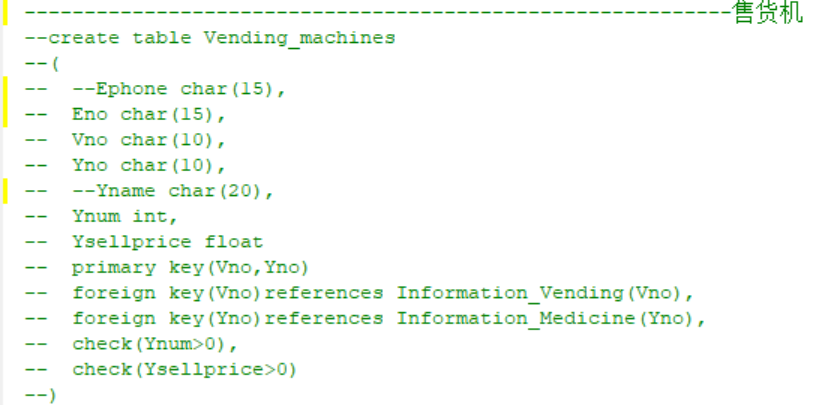 -----------------------------------------------------------售货机
--create table Vending_machines
--(
--  --Ephone char(15),
--  Eno char(15),
--  Vno char(10),
--  Yno char(10),
--  --Yname char(20),
--  Ynum int,
--  Ysellprice float
--  primary key(Vno,Yno)
--  foreign key(Vno)references Information_Vending(Vno),
--  foreign key(Yno)references Information_Medicine(Yno),
--  check(Ynum>0),
--  check(Ysellprice>0)
--)